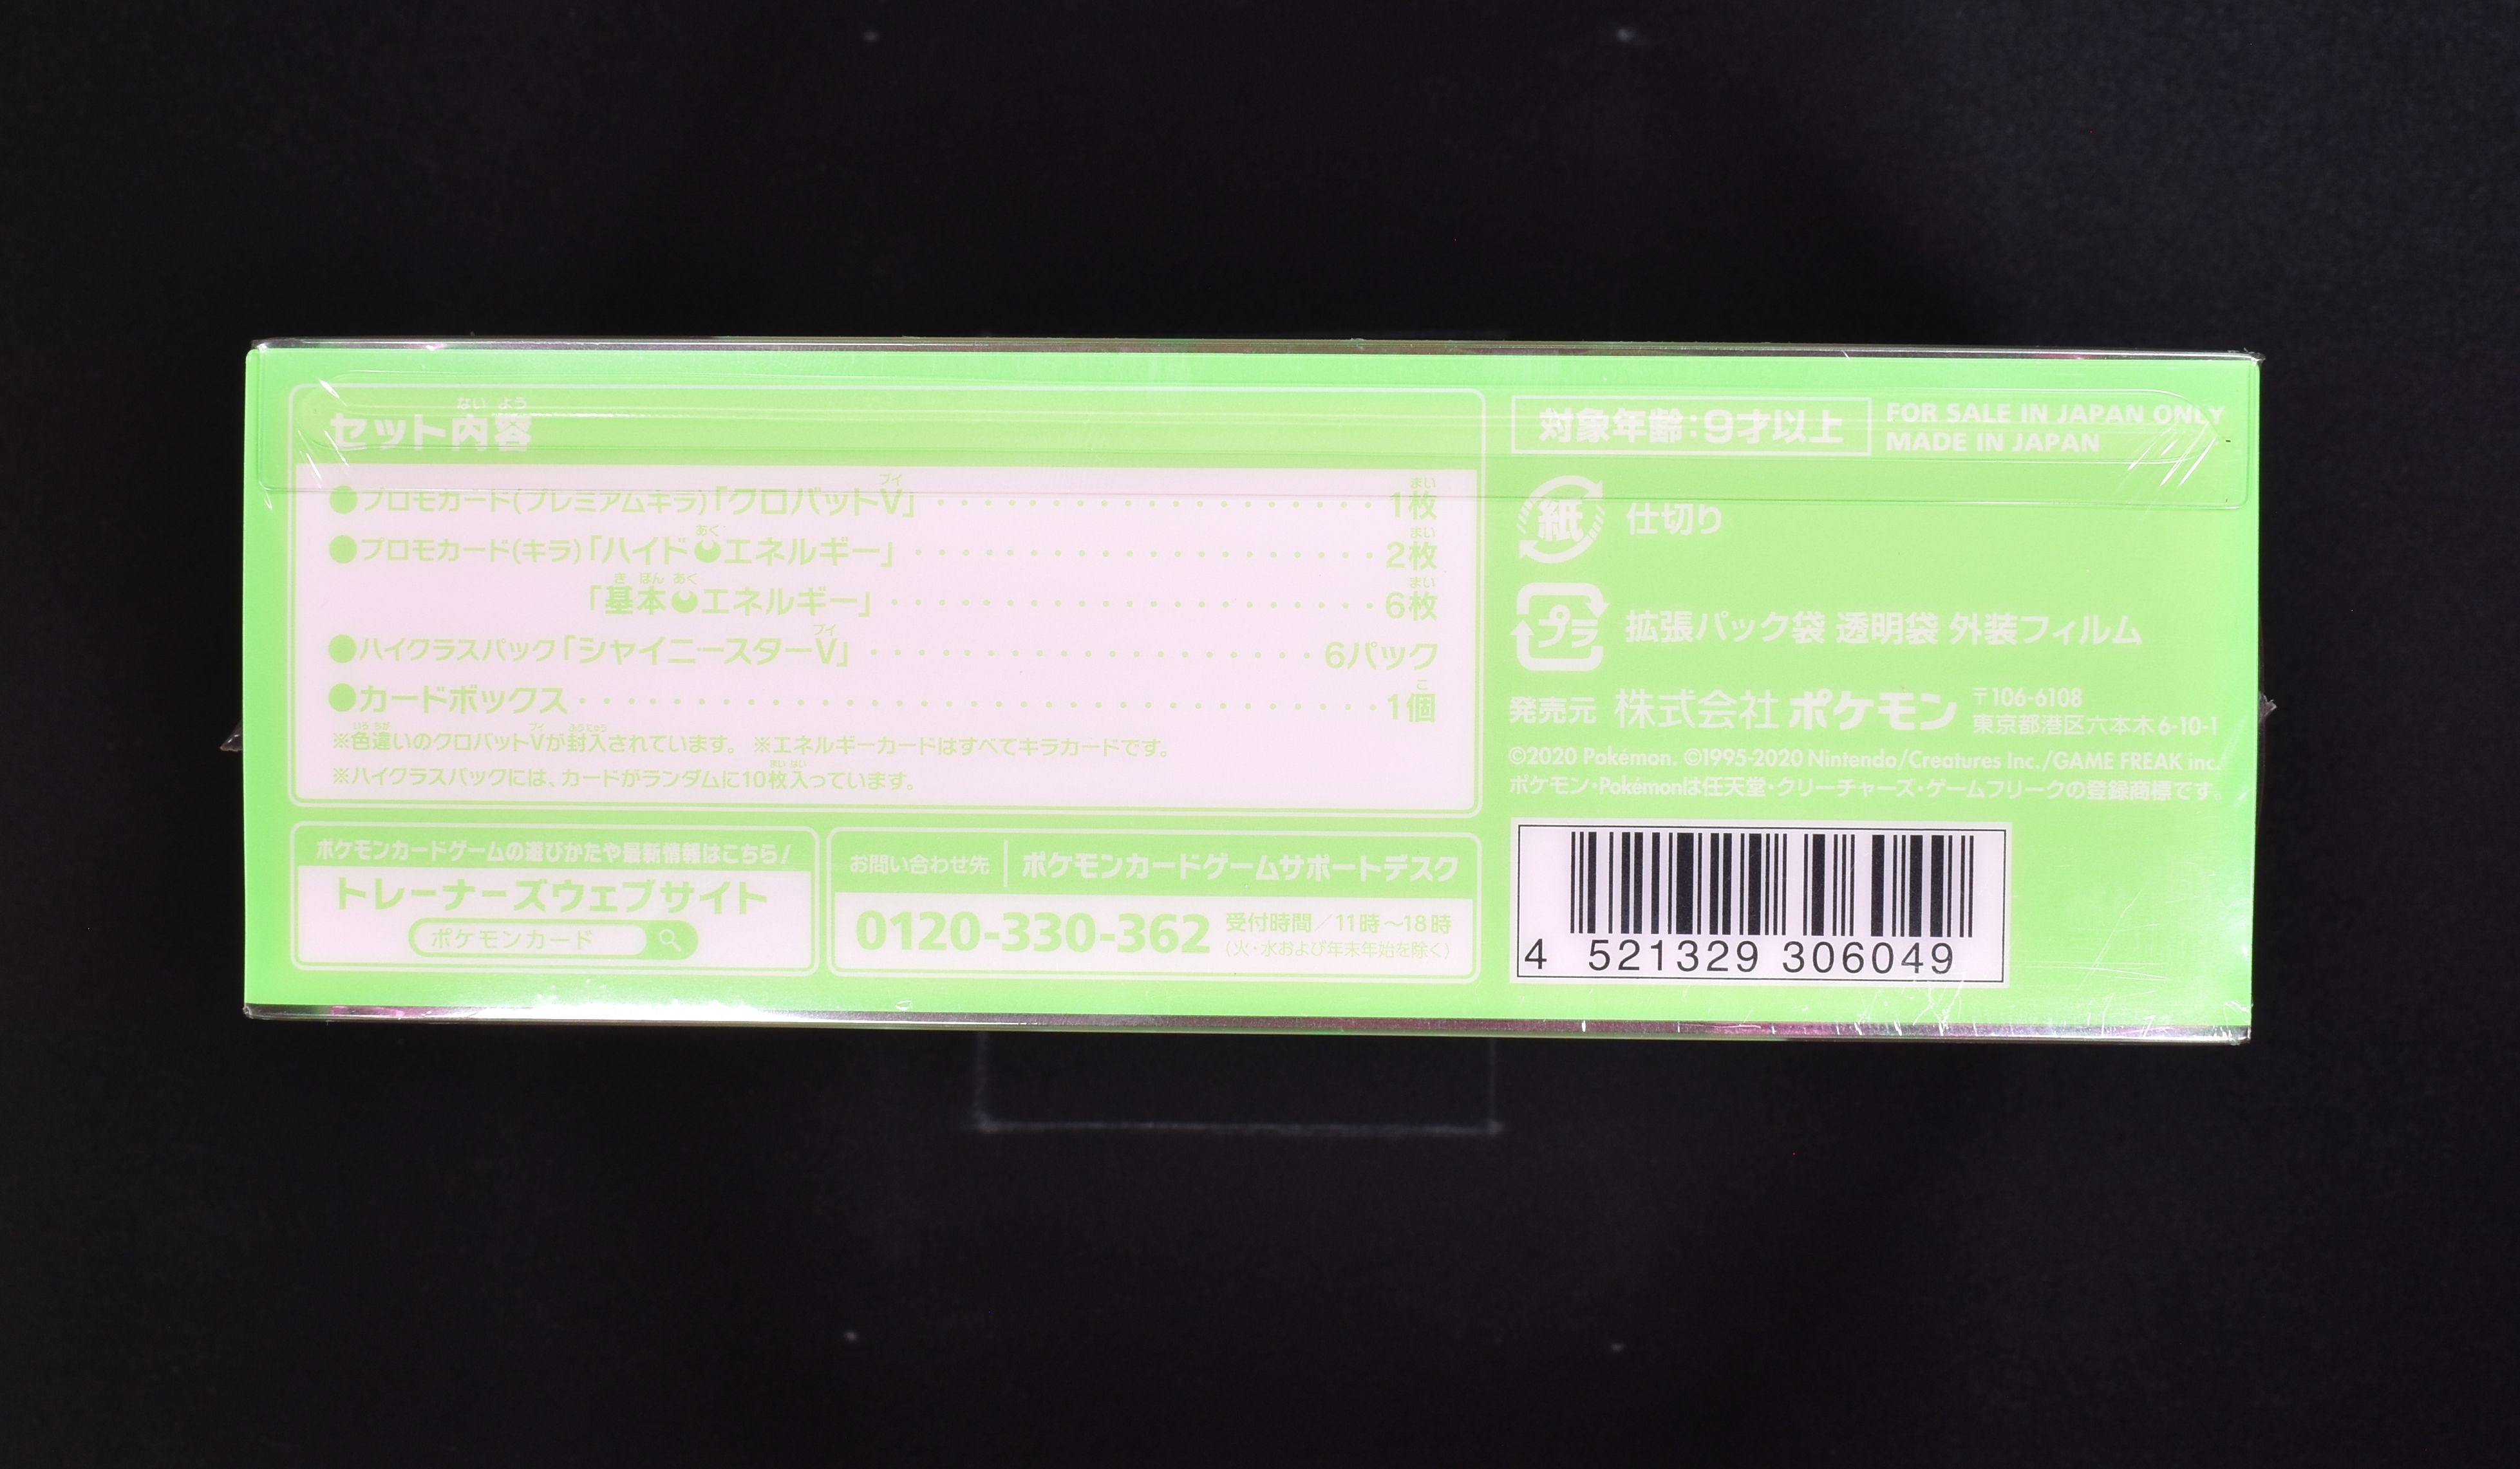 セット内容
ない よう
●プロモカード(プレミアムキラ)「クロバットV」 1枚
ブイ まい
●プロモカード(キラ)「ハイド エネルギー」 2枚
あく まい
「基本 エネルギー」 6枚
き ほん あく まい
●ハイクラスパック「シャイニースターV」 6パック
ブイ
●カードボックス 1個
こ
※色違いのクロバットVが封入されています。 ※エネルギーカードはすべてキラカードです。
いろ ちが ブイ ふうにゅう
※ハイクラスパックには、カードがランダムに10枚入っています。
まい はい
ポケモンカードゲームの遊びかたや最新情報はこちら!
トレーナーズウェブサイト
ポケモンカード
お問い合わせ先 ポケモンカードゲームサポートデスク
0120-330-362 受付時間/11時~18時
(火・水および年末年始を除く)
対象年齢:9才以上
FOR SALE IN JAPAN ONLY
MADE IN JAPAN
紙 仕切り
プラ 拡張パック袋 透明袋 外装フィルム
発売元 株式会社ポケモン 〒106-6108
東京都港区六本木6-10-1
©2020 Pokémon. ©1995-2020 Nintendo/Creatures Inc./GAME FREAK inc.
ポケモン・Pokémonは任天堂・クリーチャーズ・ゲームフリークの登録商標です。
4 521329 306049